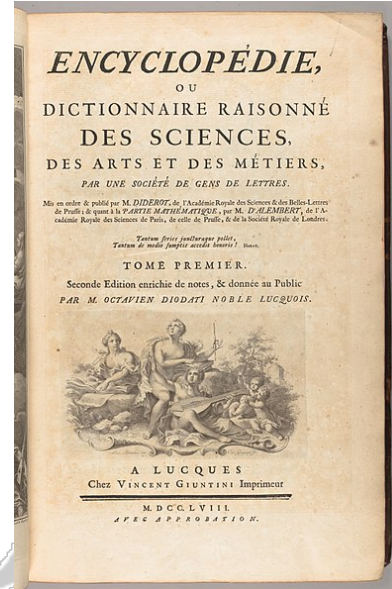 ENCYCLOPÉDIE,
OU
DICTIONNAIRE RAISONNÉ
DES SCIENCES,
DES ARTS ET DES MÉTIERS,
PAR UNE SOCIÉTÉ DE GENS DE LETTRES.
Mis en ordre & publié par M. DIDEROT, de l'Académie Royale des Sciences & des Belles-Lettres
de Prusse; & quant à la PARTIE MATHÉMATIQUE, par M. D'ALEMBERT, de l'A-
cadémie Royale des Sciences de Paris, de celle de Prusse, & de la Société Royale de Londres.
Tantum series juncturaque pollet,
Tantum de medio sumptis accedit honoris! Horat.
TOME PREMIER.
Seconde Edition enrichie de notes, & donnée au Public
PAR M. OCTAVIEN DIODATI NOBLE LUCQUOIS.
A LUCQUES
Chez VINCENT GIUNTINI Imprimeur
M. DCC. LVIII.
AVEC APPROBATION.